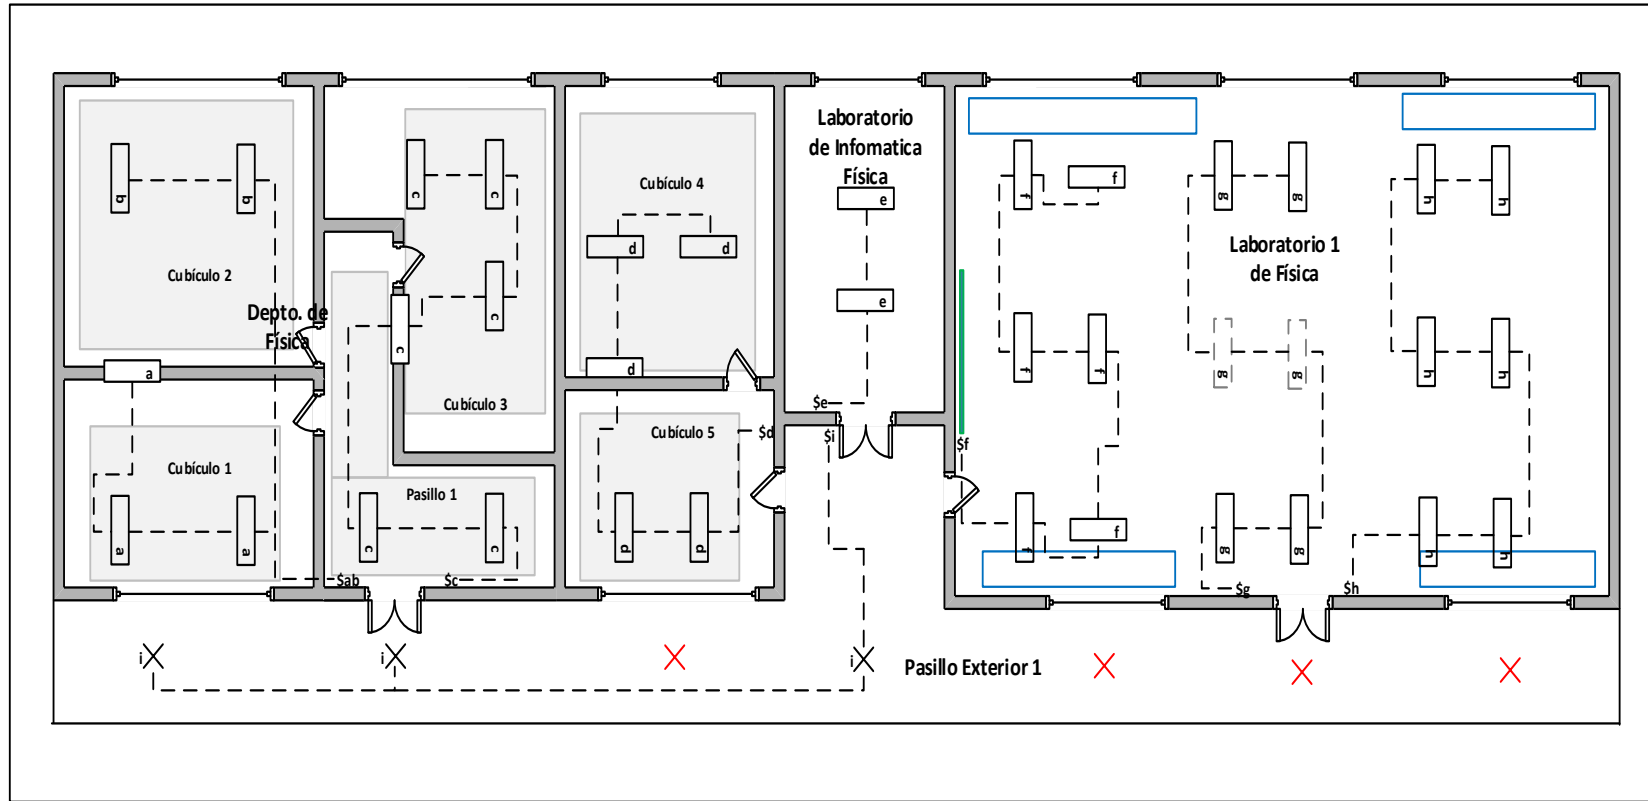 Laboratorio
de Infomatica
Física
Cubículo 4
Cubículo 2
Laboratorio 1
de Física
Depto. de
Física
Cubículo 3
Cubículo 5
Cubículo 1
Pasillo 1
Pasillo Exterior 1
b
b
c
c
c
c
c
c
d
d
d
d
d
e
e
f
f
f
f
f
f
g
g
g
g
g
g
h
h
h
h
h
h
a
a
a
$e
$i
$d
$f
$ab
$c
$g
$h
i
i
i